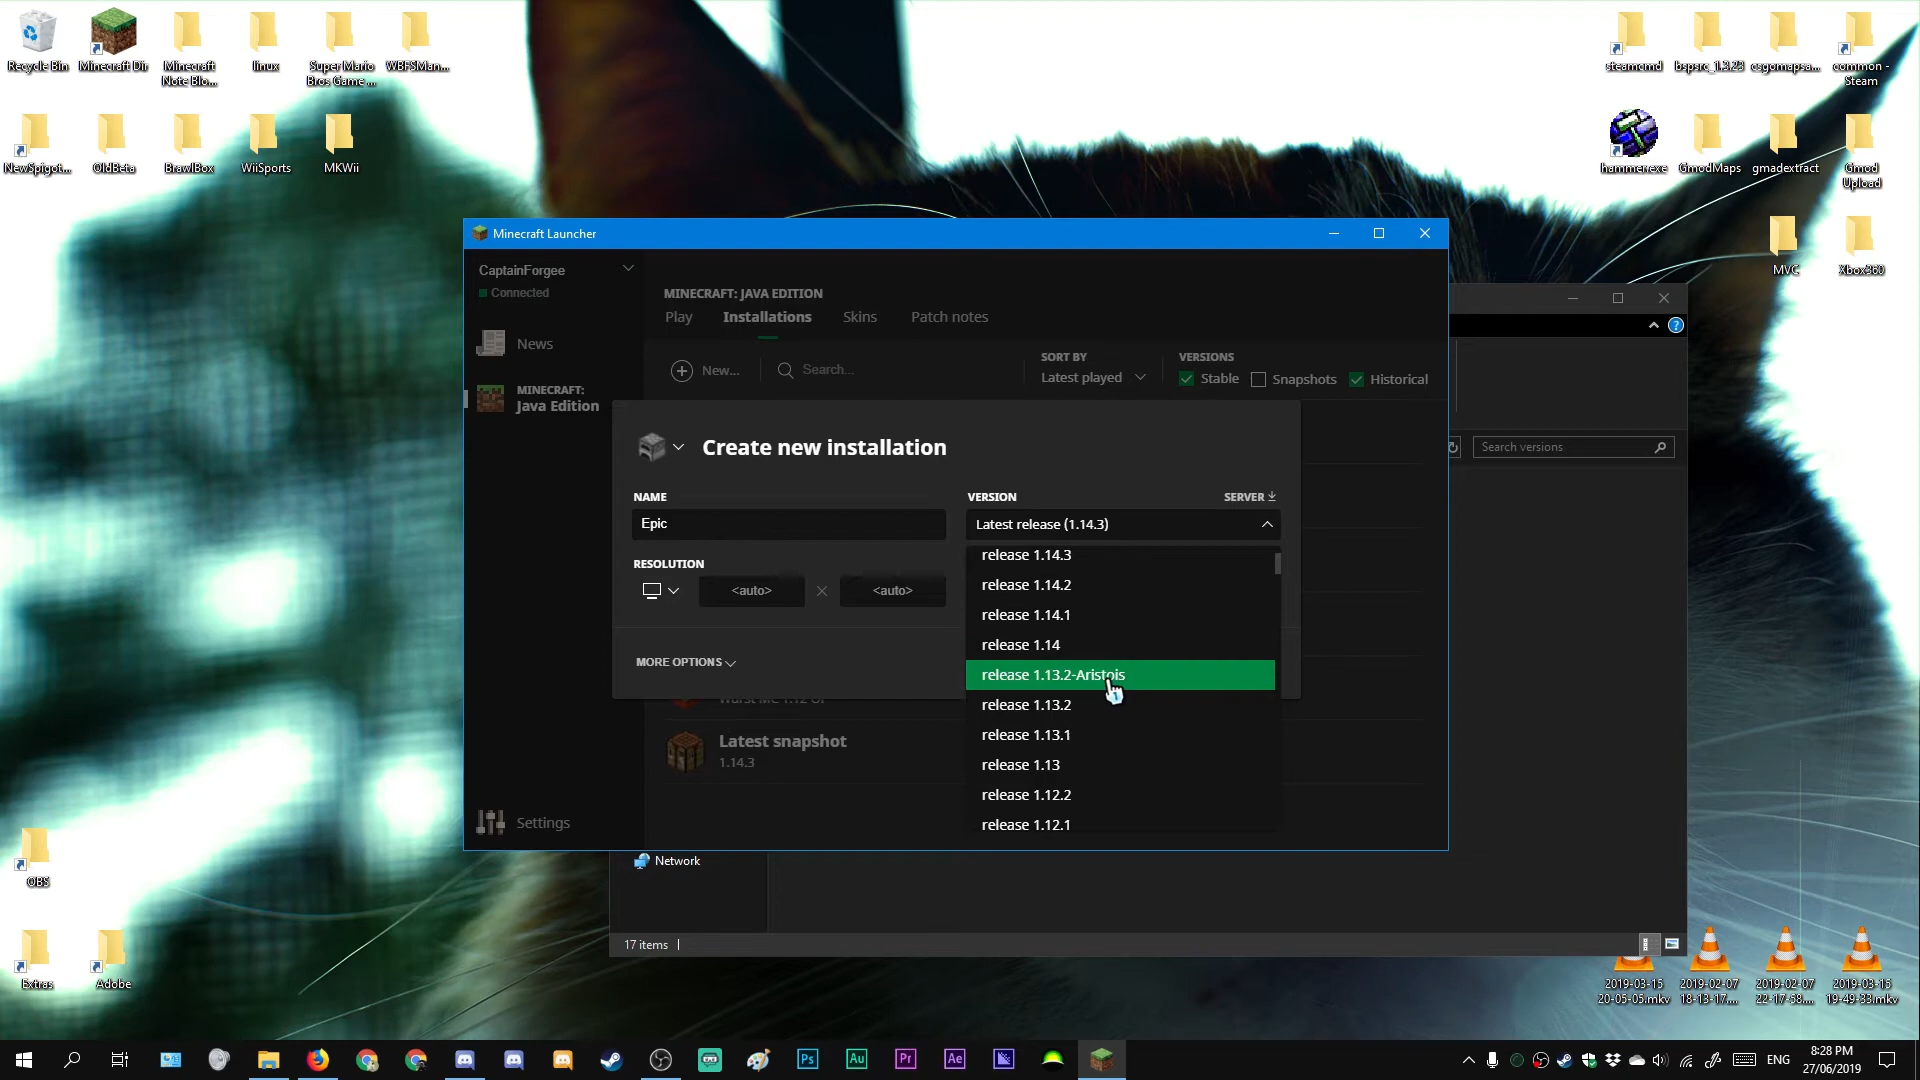 Recycle Bin
Minecraft Dir
Minecraft Note Blo...
linux
Super Mario Bros Game ...
WBFSMan...
NewSpigot...
OldBeta
BrawlBox
WiiSports
MKWii
steamcmd
bspsrc_1.3.23
csgomapsa...
common - Steam
hammer.exe
GmodMaps
gmadextract
Gmod Upload
MVC
Xbox360
Minecraft Launcher
CaptainForgee
Connected
News
MINECRAFT:
Java Edition
Settings
MINECRAFT: JAVA EDITION
Play
Installations
Skins
Patch notes
New...
Search...
SORT BY
Latest played
VERSIONS
Stable
Snapshots
Historical
Create new installation
NAME
Epic
VERSION
SERVER
Latest release (1.14.3)
RESOLUTION
<auto>
<auto>
MORE OPTIONS
release 1.14.3
release 1.14.2
release 1.14.1
release 1.14
release 1.13.2-Aristois
release 1.13.2
release 1.13.1
release 1.13
release 1.12.2
release 1.12.1
Latest snapshot
1.14.3
Search versions
Network
17 items
OBS
Extras
Adobe
2019-03-15 20-05-05.mkv
2019-02-07 18-13-17....
2019-02-07 22-17-58....
2019-03-15 19-49-33.mkv
Ps
Au
Pr
Ae
ENG
8:28 PM
27/06/2019